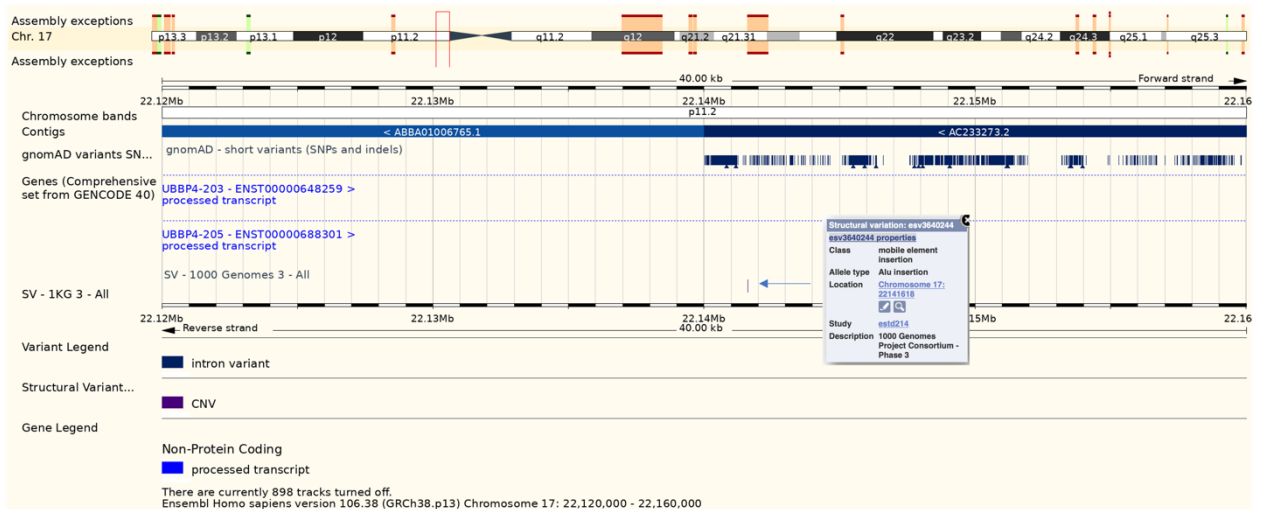 Assembly exceptions
Chr. 17
p13.3 p13.2 p13.1 p12 p11.2 q11.2 q12 q21.2 q21.31 q22 q23.2 q24.2 q24.3 q25.1 q25.3
Assembly exceptions
40.00 kb Forward strand
22.12Mb 22.13Mb 22.14Mb 22.15Mb 22.16
Chromosome bands p11.2
Contigs < ABBA01006765.1 < AC233273.2
gnomAD variants SN... gnomAD - short variants (SNPs and indels)
Genes (Comprehensive
set from GENCODE 40)
UBBP4-203 - ENST00000648259 >
processed transcript
UBBP4-205 - ENST00000688301 >
processed transcript
SV - 1000 Genomes 3 - All
SV - 1KG 3 - All
Structural variation: esv3640244
esv3640244 properties
Class mobile element
insertion
Allele type Alu insertion
Location Chromosome 17:
22141618
Study estd214
Description 1000 Genomes
Project Consortium -
Phase 3
22.12Mb 22.13Mb 22.14Mb 15Mb 22.16
Reverse strand 40.00 kb
Variant Legend
intron variant
Structural Variant...
CNV
Gene Legend
Non-Protein Coding
processed transcript
There are currently 898 tracks turned off.
Ensembl Homo sapiens version 106.38 (GRCh38.p13) Chromosome 17: 22,120,000 - 22,160,000